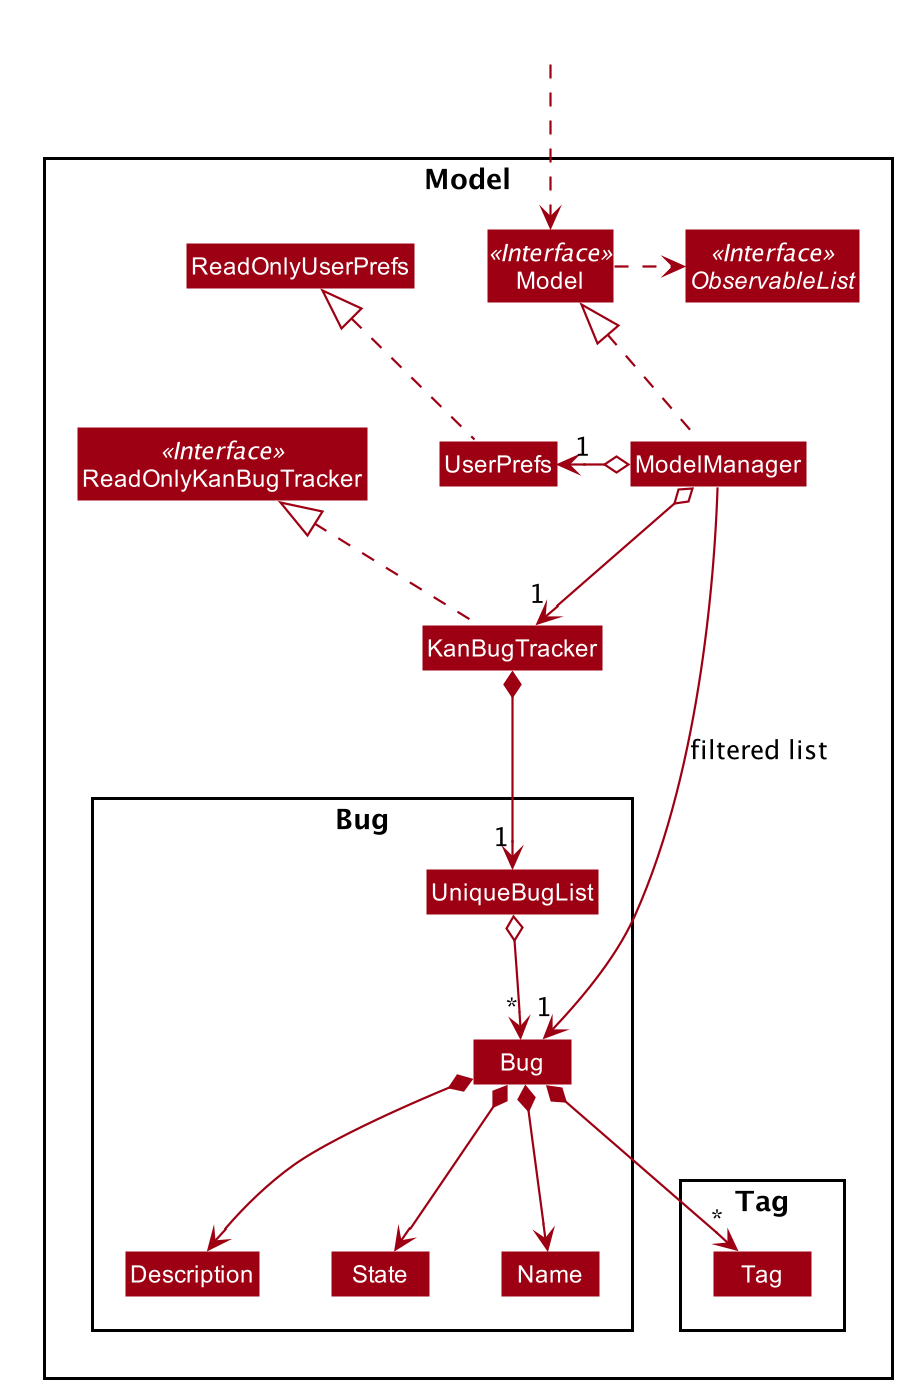 Model
ReadOnlyUserPrefs
«Interface»
Model
«Interface»
ObservableList
«Interface»
ReadOnlyKanBugTracker
UserPrefs
1
ModelManager
1
KanBugTracker
filtered list
Bug
1
UniqueBugList
*
1
Bug
Tag
*
Description
State
Name
Tag